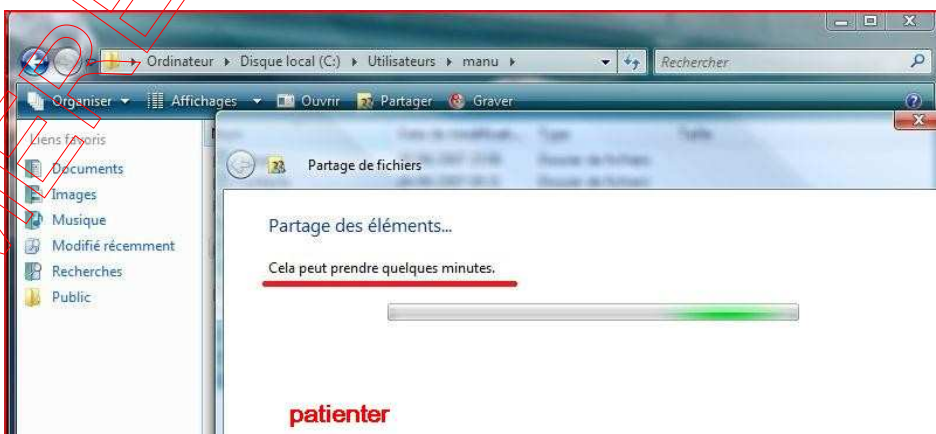 Ordinateur ▸ Disque local (C:) ▸ Utilisateurs ▸ manu ▸
Rechercher
Organiser Affichages Ouvrir Partager Graver
Liens favoris
Documents
Images
Musique
Modifié récemment
Recherches
Public
Partage de fichiers
Partage des éléments...
Cela peut prendre quelques minutes.
patienter